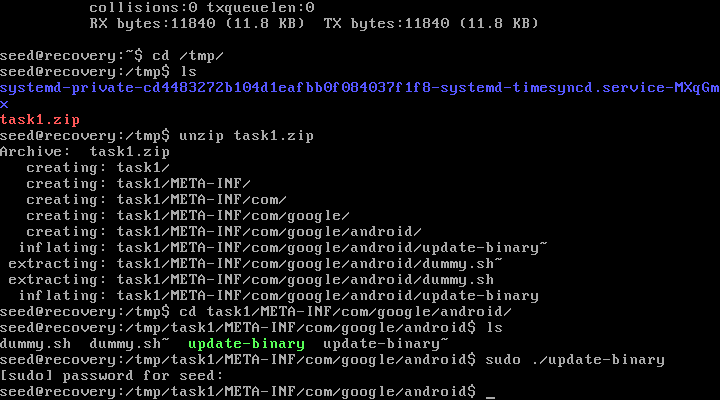 collisions:0 txqueuelen:0
RX bytes:11840 (11.8 KB)  TX bytes:11840 (11.8 KB)
seed@recovery:~$ cd /tmp/
seed@recovery:/tmp$ ls
systemd-private-cd4483272b104d1eafbb0f084037f1f8-systemd-timesyncd.service-MXqGm
x
task1.zip
seed@recovery:/tmp$ unzip task1.zip
Archive:  task1.zip
   creating: task1/
   creating: task1/META-INF/
   creating: task1/META-INF/com/
   creating: task1/META-INF/com/google/
   creating: task1/META-INF/com/google/android/
  inflating: task1/META-INF/com/google/android/update-binary~
 extracting: task1/META-INF/com/google/android/dummy.sh~
 extracting: task1/META-INF/com/google/android/dummy.sh
  inflating: task1/META-INF/com/google/android/update-binary
seed@recovery:/tmp$ cd task1/META-INF/com/google/android/
seed@recovery:/tmp/task1/META-INF/com/google/android$ ls
dummy.sh  dummy.sh~  update-binary  update-binary~
seed@recovery:/tmp/task1/META-INF/com/google/android$ sudo ./update-binary
[sudo] password for seed:
seed@recovery:/tmp/task1/META-INF/com/google/android$ _